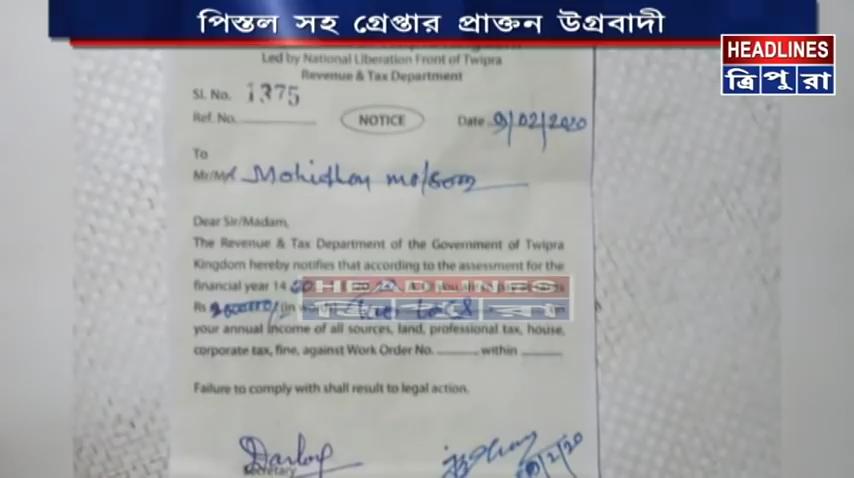 পিস্তল সহ গ্রেপ্তার প্রাক্তন উগ্রবাদী
HEADLINES
ত্রিপুরা
Led by National Liberation Front of Twipra
Revenue & Tax Department
Sl. No. 1375
Ref. No.
NOTICE
Date 9/02/2020
To
Mr/Md Mohidhon molsom
Dear Sir/Madam,
The Revenue & Tax Department of the Government of Twipra
Kingdom hereby notifies that according to the assessment for the
financial year 14
HEADLINES
ত্রিপুরা
Rs
your annual income of all sources, land, professional tax, house,
corporate tax, fine, against Work Order No. within
Failure to comply with shall result to legal action.
Secretary